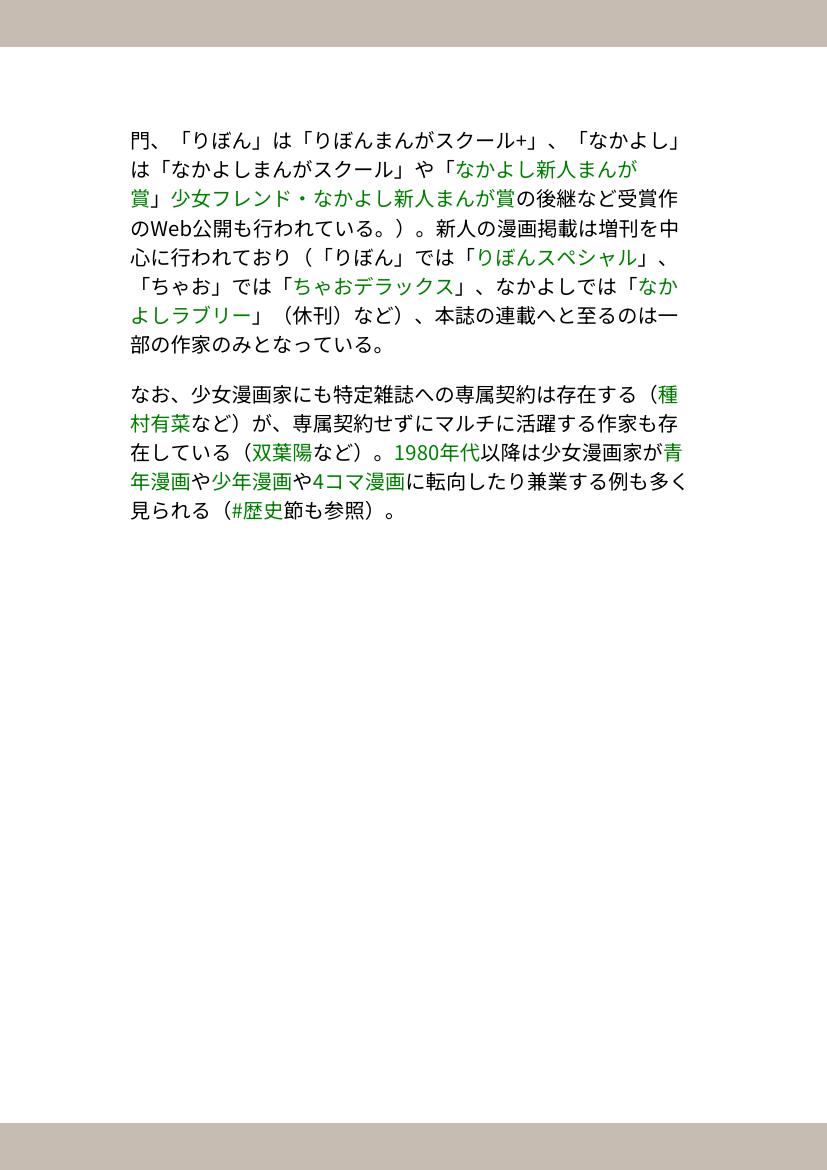 門、「りぼん」は「りぼんまんがスクール+」、「なかよし」
は「なかよしまんがスクール」や「なかよし新人まんが
賞」少女フレンド・なかよし新人まんが賞の後継など受賞作
のWeb公開も行われている。）。新人の漫画掲載は増刊を中
心に行われており（「りぼん」では「りぼんスペシャル」、
「ちゃお」では「ちゃおデラックス」、なかよしでは「なか
よしラブリー」（休刊）など）、本誌の連載へと至るのは一
部の作家のみとなっている。
なお、少女漫画家にも特定雑誌への専属契約は存在する（種
村有菜など）が、専属契約せずにマルチに活躍する作家も存
在している（双葉陽など）。1980年代以降は少女漫画家が青
年漫画や少年漫画や4コマ漫画に転向したり兼業する例も多く
見られる（#歴史節も参照）。